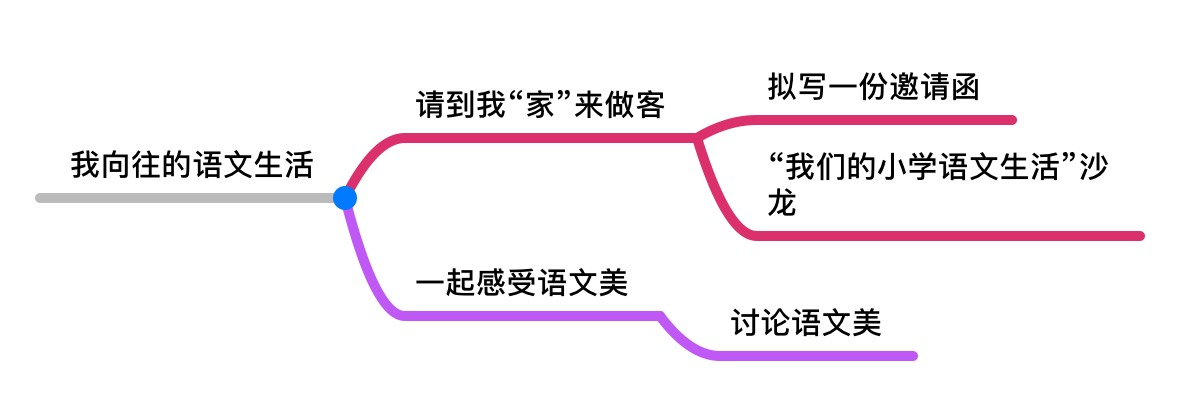 我向往的语文生活
请到我“家”来做客
拟写一份邀请函
“我们的小学语文生活”沙
龙
一起感受语文美
讨论语文美